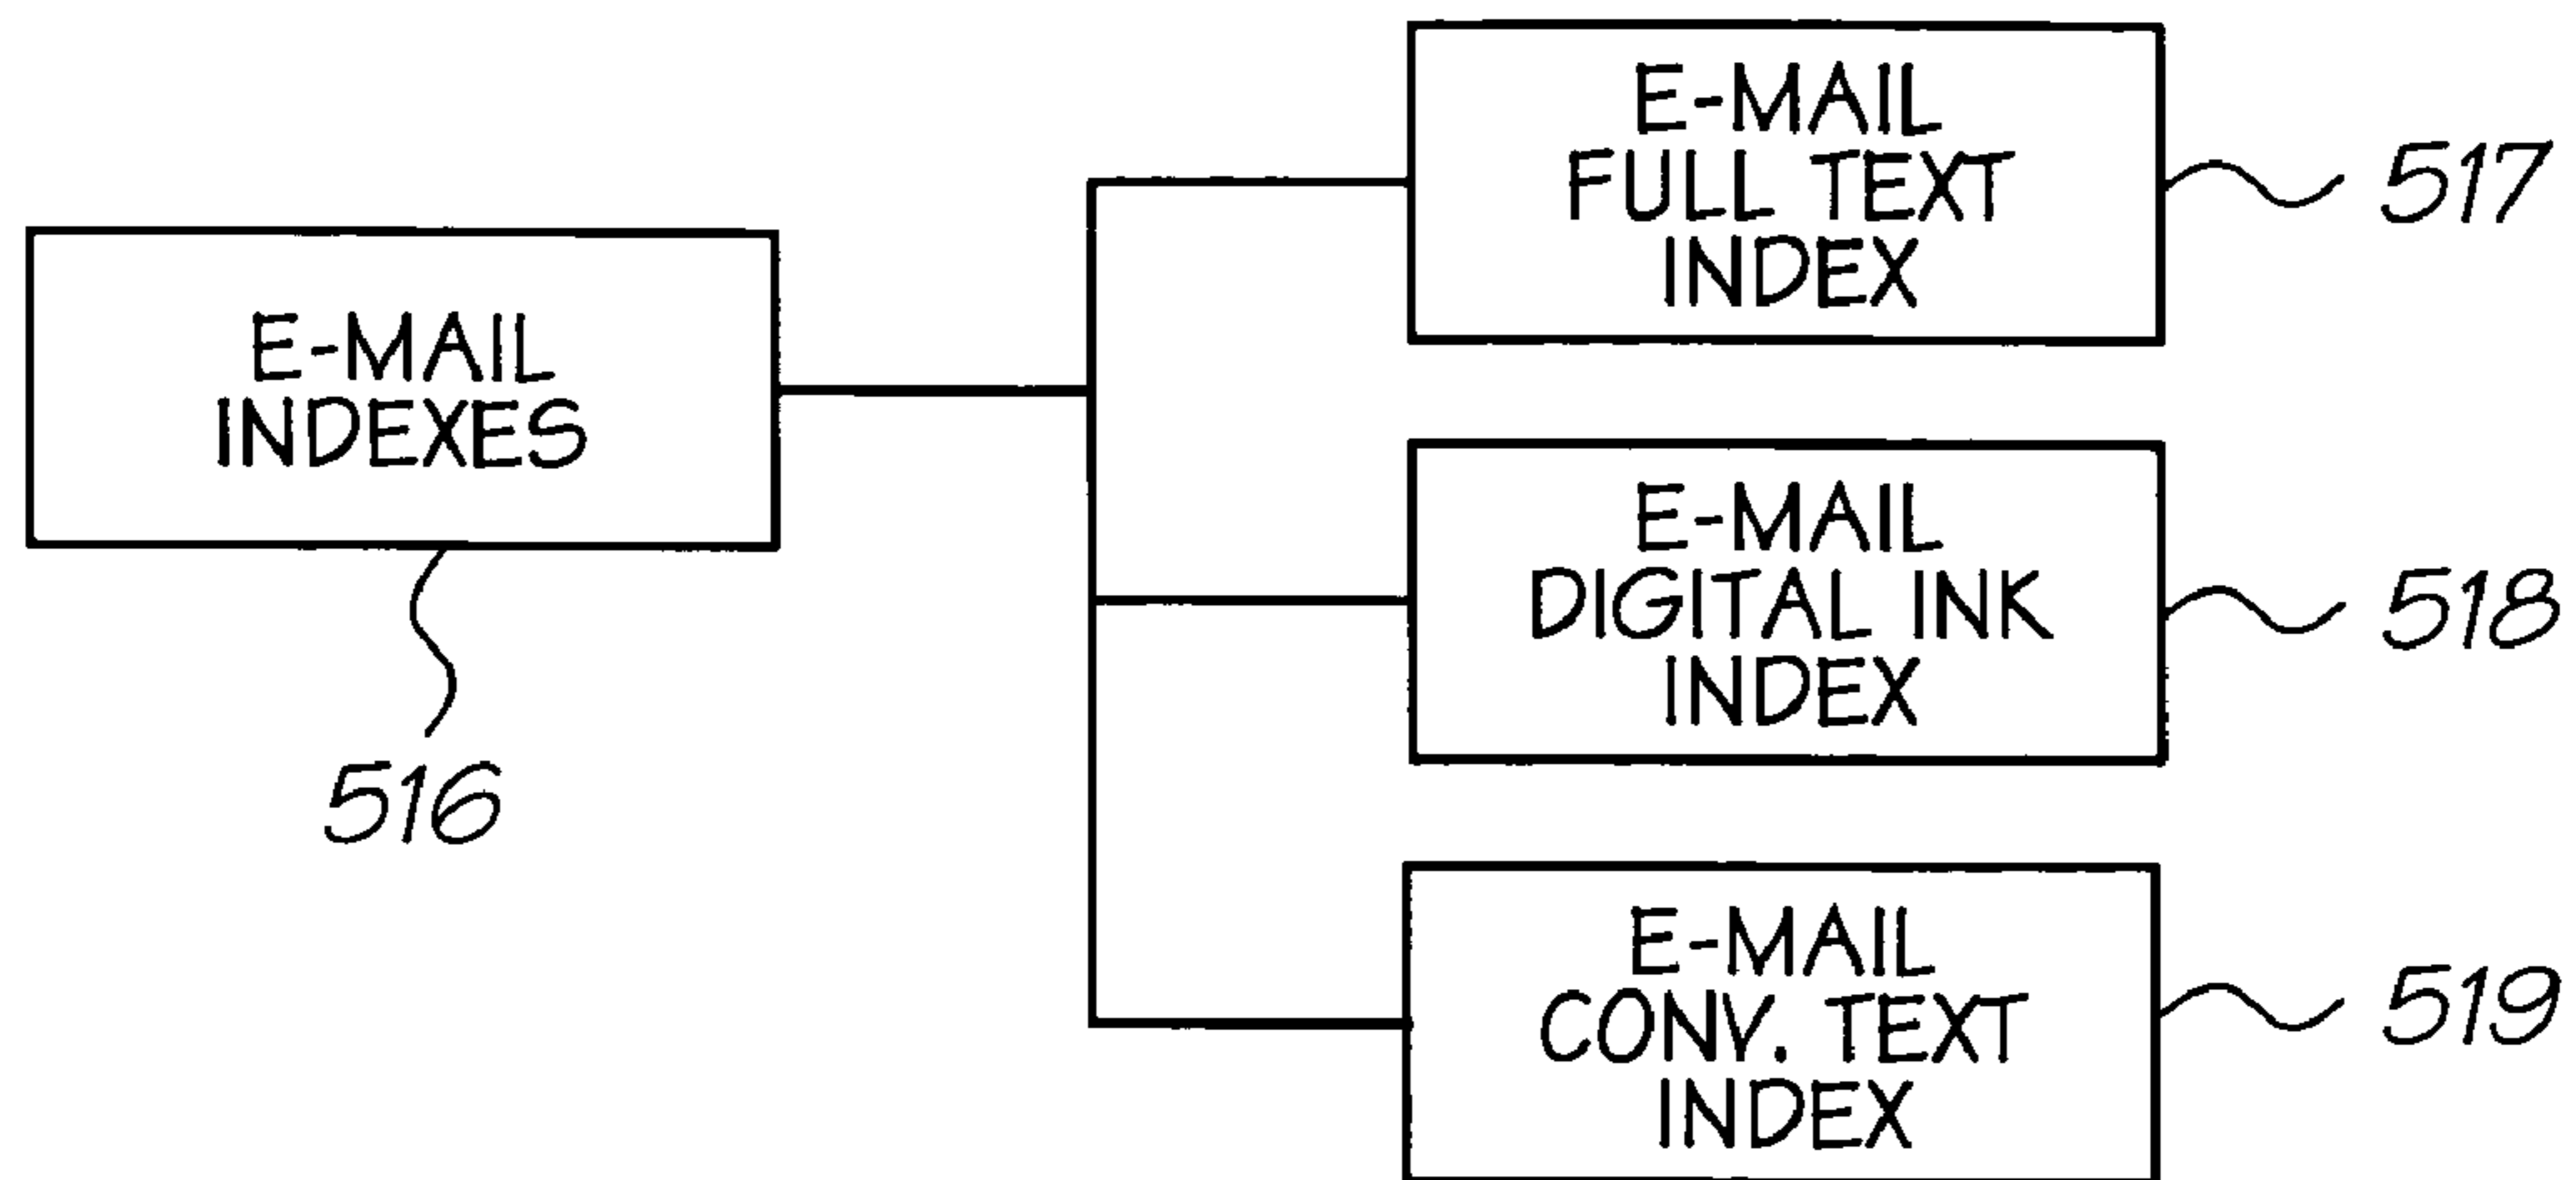 E-MAIL
INDEXES
516
E-MAIL
FULL TEXT
INDEX
517
E-MAIL
DIGITAL INK
INDEX
518
E-MAIL
CONV. TEXT
INDEX
519